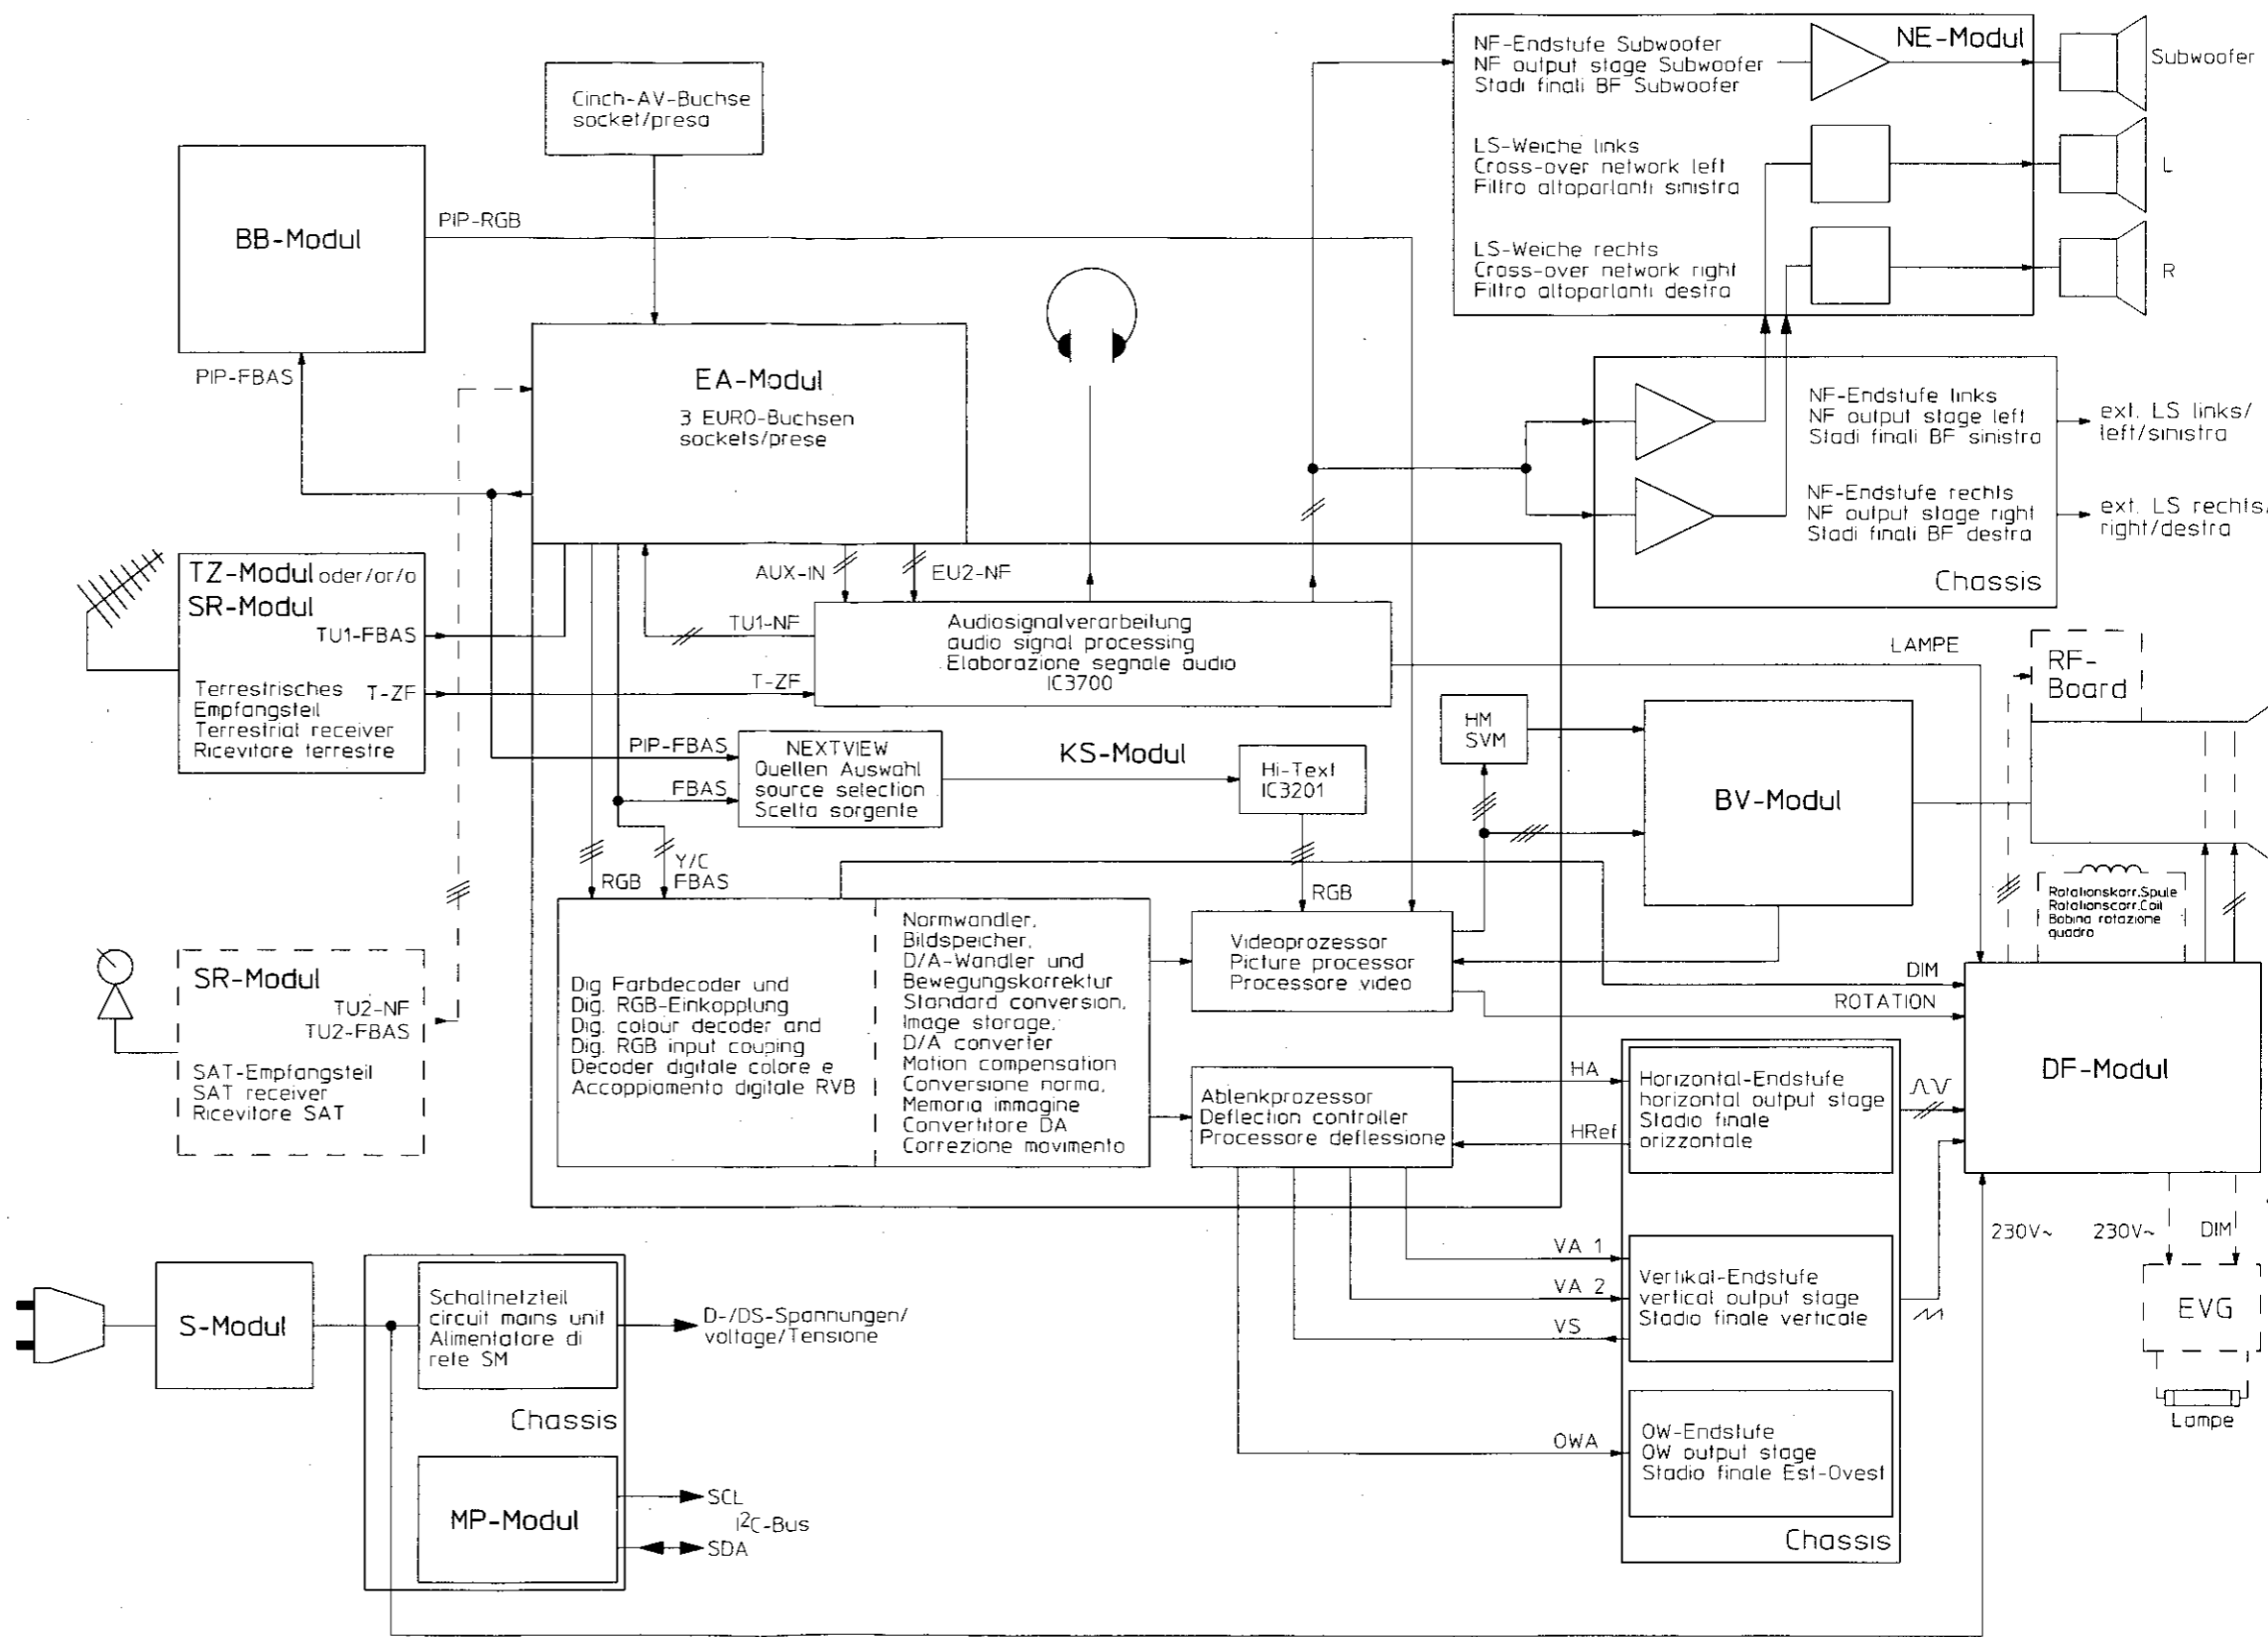 NE-Modul
NF-Endstufe Subwoofer
NF output stage Subwoofer
Stadi finali BF Subwoofer
Subwoofer
LS-Weiche links
Cross-over network left
Filtro altoparlanti sinistra
L
LS-Weiche rechts
Cross-over network right
Filtro altoparlanti destra
R
Cinch-AV-Buchse
socket/presa
BB-Modul
PIP-RGB
PIP-FBAS
EA-Modul
3 EURO-Buchsen
sockets/prese
NF-Endstufe links
NF output stage left
Stadi finali BF sinistra
ext. LS links/
left/sinistra
NF-Endstufe rechts
NF output stage right
Stadi finali BF destra
ext. LS rechts/
right/destra
Chassis
TZ-Modul oder/or/o
SR-Modul
TU1-FBAS
T-ZF
Terrestrisches
Empfangsteil
Terrestrial receiver
Ricevitore terrestre
AUX-IN
EU2-NF
TU1-NF
T-ZF
Audiosignalverarbeitung
audio signal processing
Elaborazione segnale audio
IC3700
LAMPE
RF-
Board
PIP-FBAS
FBAS
NEXTVIEW
Quellen Auswahl
source selection
Scelta sorgente
KS-Modul
Hi-Text
IC3201
HM
SVM
BV-Modul
RGB
Y/C
FBAS
RGB
Rotationskorr.Spule
Rotationscorr.Coil
Bobina rotazione
quadro
SR-Modul
TU2-NF
TU2-FBAS
SAT-Empfangsteil
SAT receiver
Ricevitore SAT
Dig Farbdecoder und
Dig. RGB-Einkopplung
Dig. colour decoder and
Dig. RGB input couping
Decoder digitale colore e
Accoppiamento digitale RVB
Normwandler,
Bildspeicher,
D/A-Wandler und
Bewegungskorrektur
Standard conversion,
Image storage,
D/A converter
Motion compensation
Conversione norma,
Memoria immagine
Convertitore DA
Correzione movimento
Videoprozessor
Picture processor
Processore video
DIM
ROTATION
Ablenkprozessor
Deflection controller
Processore deflessione
HA
HRef
Horizontal-Endstufe
horizontal output stage
Stadio finale
orizzontale
DF-Modul
VA 1
VA 2
VS
Vertikal-Endstufe
vertical output stage
Stadio finale verticale
230V~
230V~
DIM
EVG
Lampe
OWA
OW-Endstufe
OW output stage
Stadio finale Est-Ovest
Chassis
S-Modul
Schaltnetzteil
circuit mains unit
Alimentatore di
rete SM
D-/DS-Spannungen/
voltage/Tensione
Chassis
MP-Modul
SCL
I²C-Bus
SDA